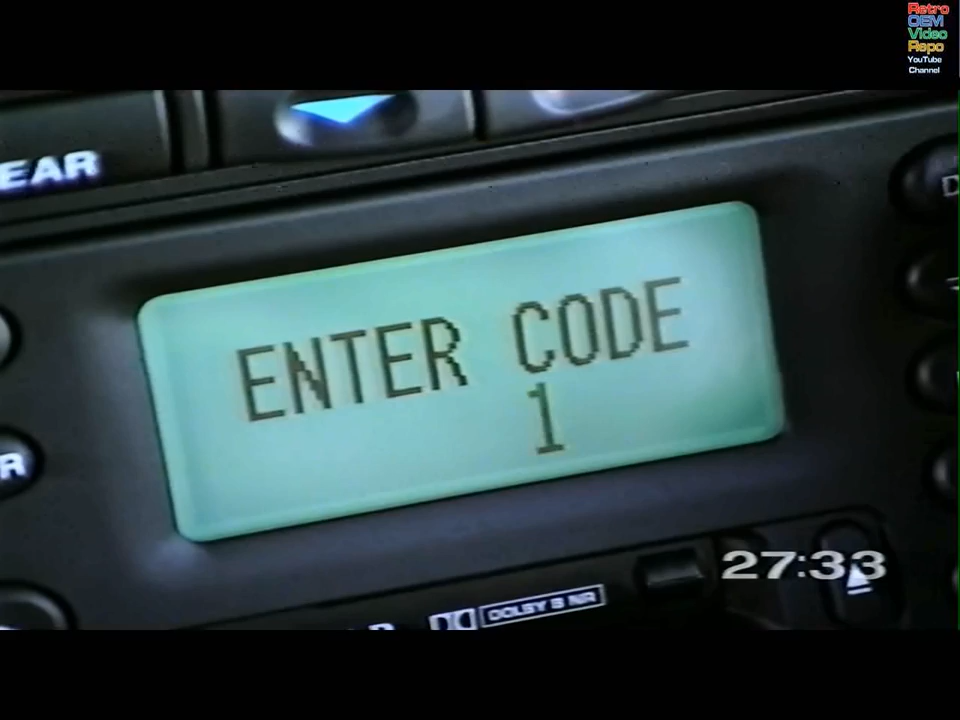 Retro
OEM
Video
Repo
YouTube
Channel
EAR
ENTER CODE
1
R
27:33
DOLBY B NR